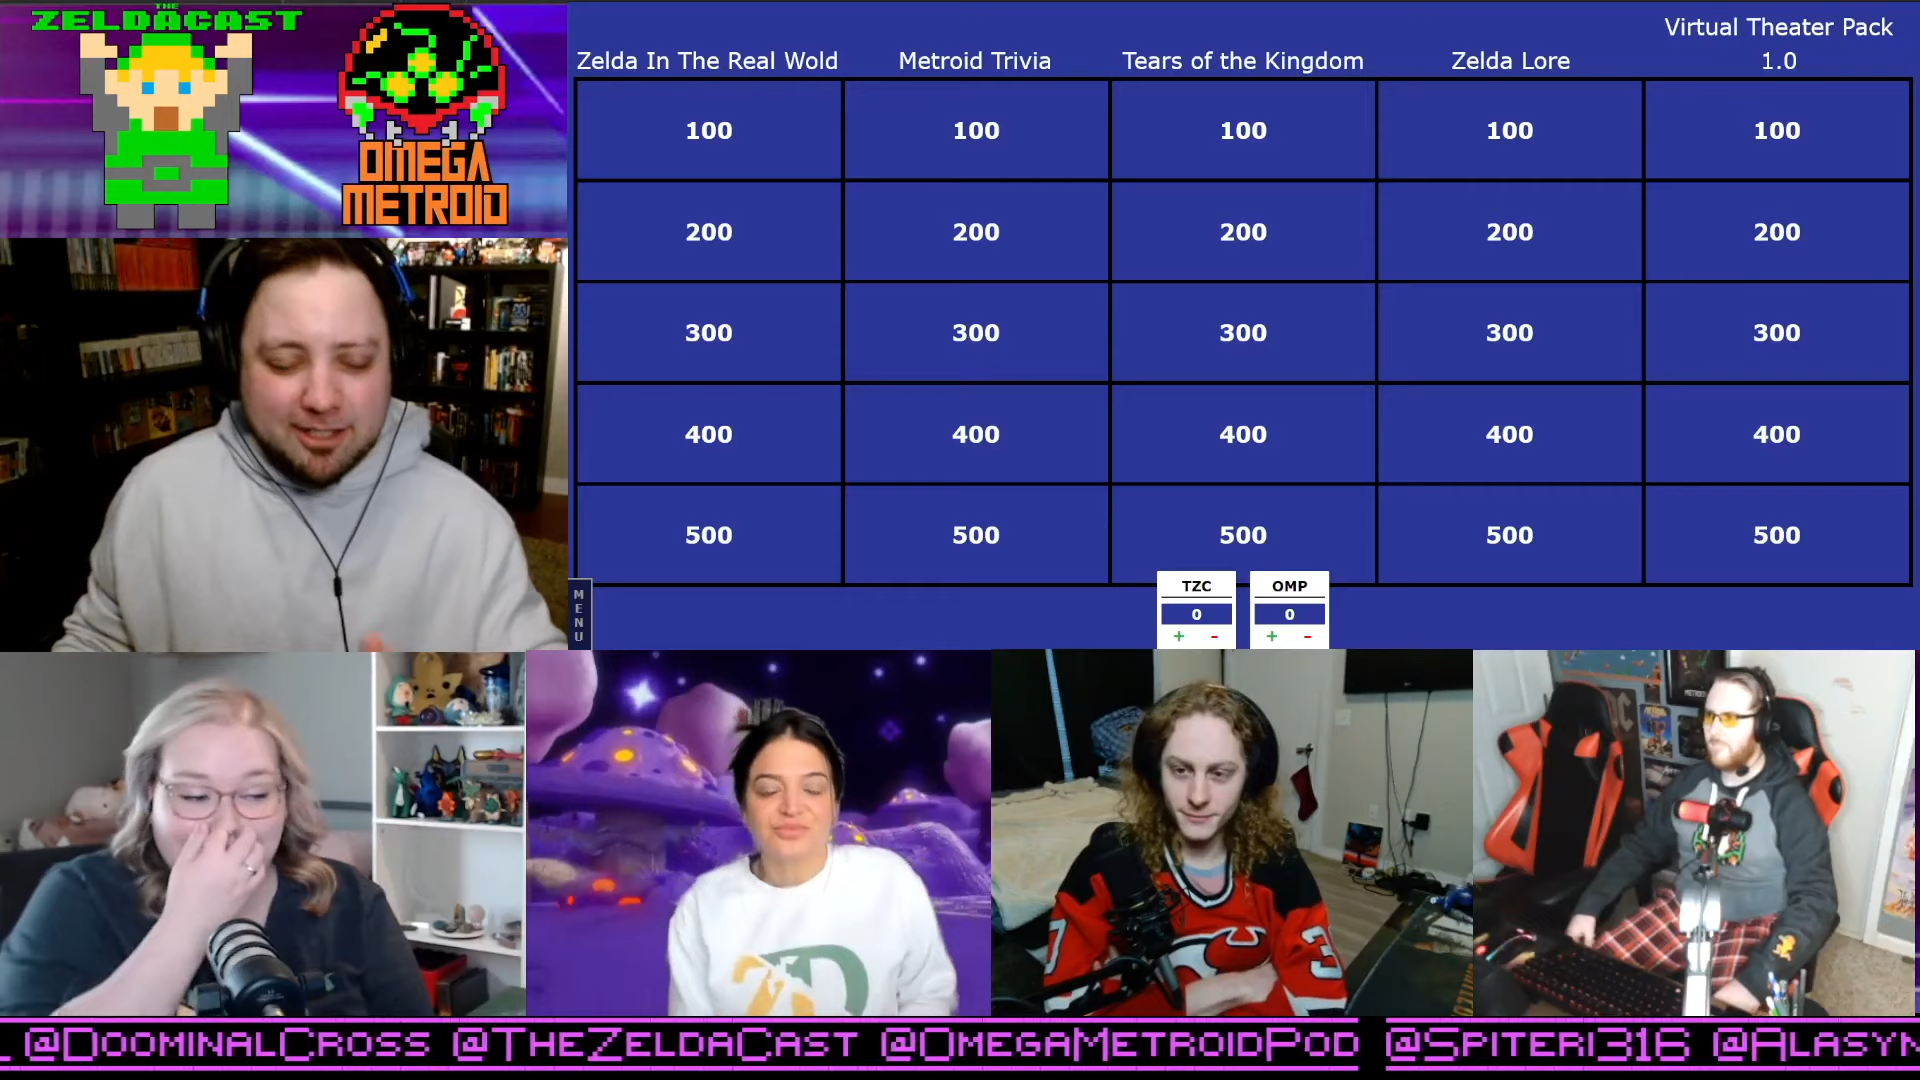 THE
ZELDACAST
OMEGA
METROID
Virtual Theater Pack
Zelda In The Real Wold Metroid Trivia Tears of the Kingdom Zelda Lore 1.0
100 100 100 100 100
200 200 200 200 200
300 300 300 300 300
400 400 400 400 400
500 500 500 500 500
MENU
TZC OMP
0 0
+ - + -
ZD
@DOOMINALCROSS @THEZELDACAST @OMEGAMETROIDPOD @SPITERI316 @ALASYN